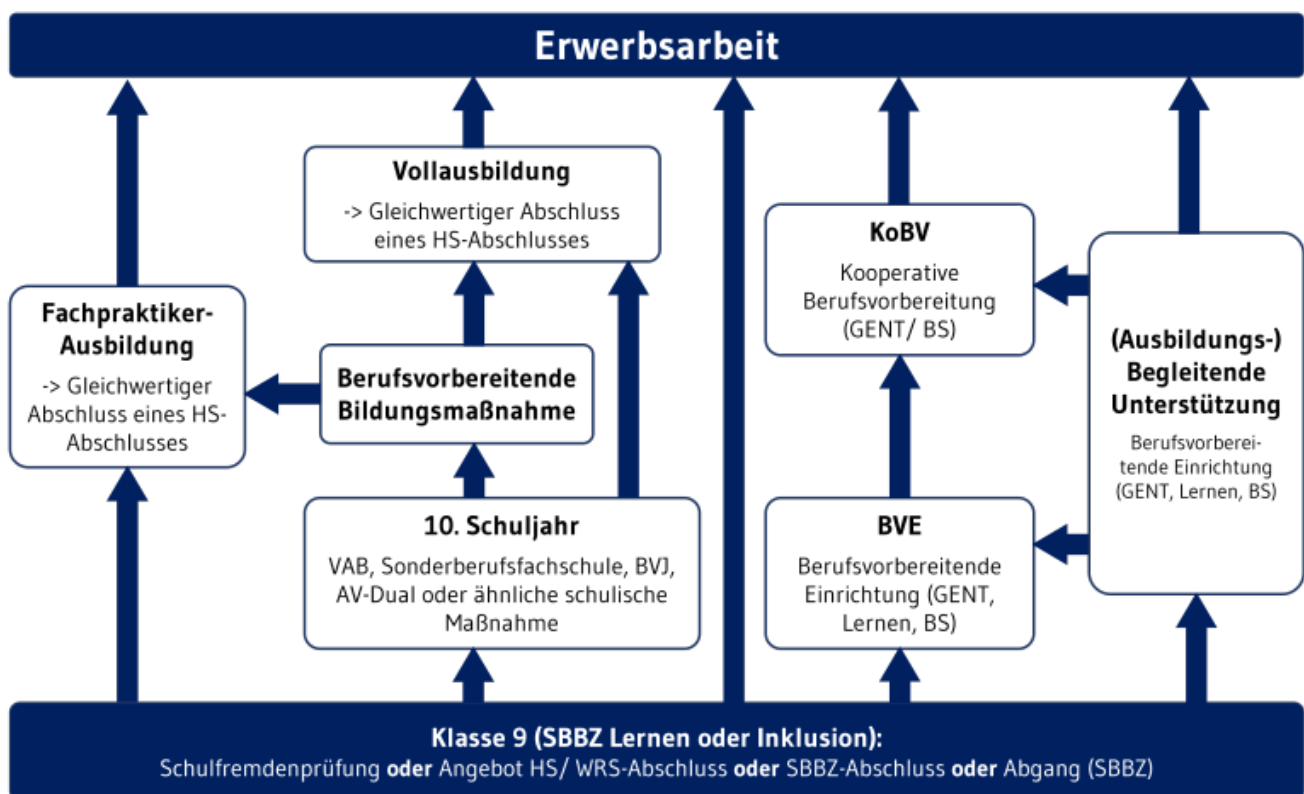 Erwerbsarbeit
Vollausbildung
-> Gleichwertiger Abschluss
eines HS-Abschlusses
KoBV
Kooperative
Berufsvorbereitung
(GENT/ BS)
(Ausbildungs-)
Begleitende
Unterstützung
Berufsvorberei-
tende Einrichtung
(GENT, Lernen, BS)
Fachpraktiker-
Ausbildung
-> Gleichwertiger
Abschluss eines HS-
Abschlusses
Berufsvorbereitende
Bildungsmaßnahme
10. Schuljahr
VAB, Sonderberufsfachschule, BVJ,
AV-Dual oder ähnliche schulische
Maßnahme
BVE
Berufsvorbereitende
Einrichtung (GENT,
Lernen, BS)
Klasse 9 (SBBZ Lernen oder Inklusion):
Schulfremdenprüfung oder Angebot HS/ WRS-Abschluss oder SBBZ-Abschluss oder Abgang (SBBZ)